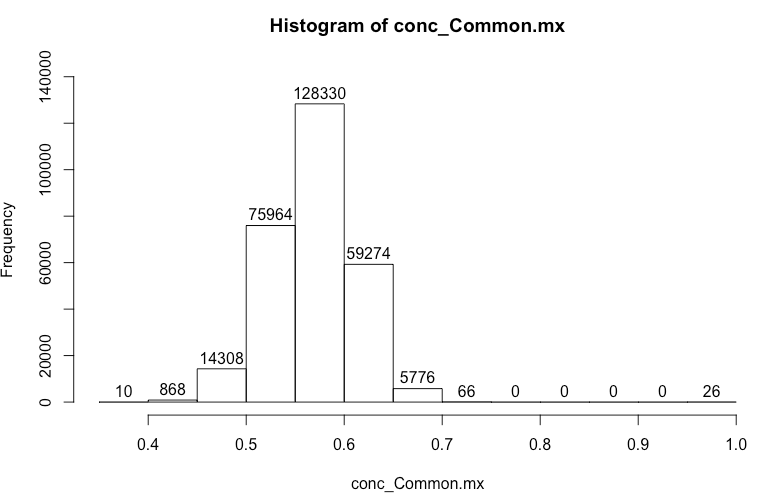 Histogram of conc_Common.mx
Frequency
0
20000
60000
100000
140000
10 868 14308 75964 128330 59274 5776 66 0 0 0 0 26
0.4 0.5 0.6 0.7 0.8 0.9 1.0
conc_Common.mx